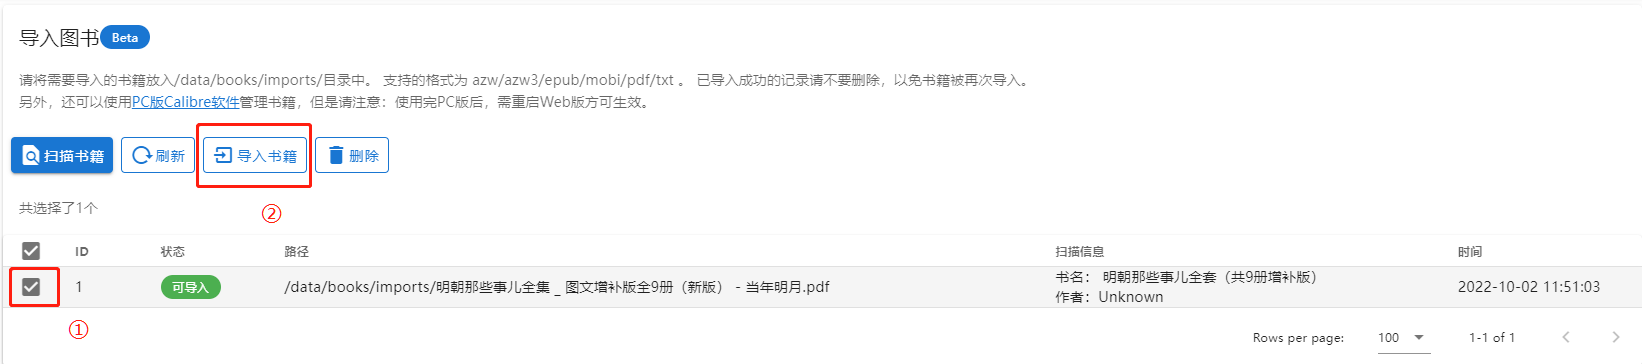 导入图书 Beta
请将需要导入的书籍放入/data/books/imports/目录中。 支持的格式为 azw/azw3/epub/mobi/pdf/txt 。 已导入成功的记录请不要删除，以免书籍被再次导入。
另外，还可以使用PC版Calibre软件管理书籍，但是请注意：使用完PC版后，需重启Web版方可生效。
扫描书籍 刷新 导入书籍 删除
共选择了1个 ②
ID 状态 路径 扫描信息 时间
1 可导入 /data/books/imports/明朝那些事儿全集 _ 图文增补版全9册（新版） - 当年明月.pdf 书名： 明朝那些事儿全套（共9册增补版） 2022-10-02 11:51:03
作者：Unknown
①
Rows per page: 100 1-1 of 1